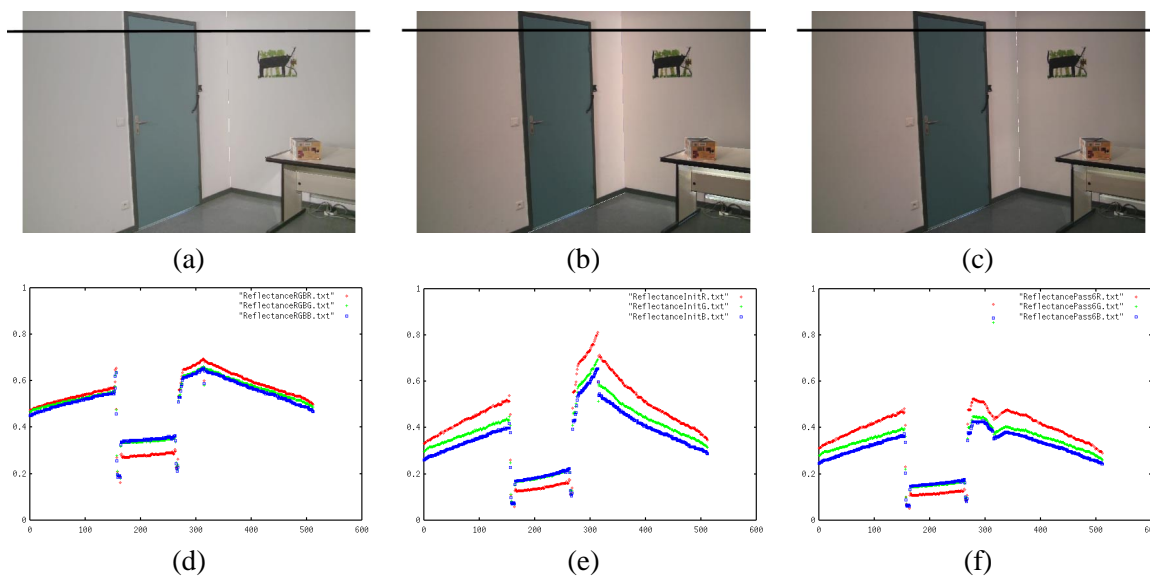 (a)
(b)
(c)
"ReflectanceRGBR.txt"
"ReflectanceRGBG.txt"
"ReflectanceRGBB.txt"
1
0.8
0.6
0.4
0.2
0
0 100 200 300 400 500 600
"ReflectanceInitR.txt"
"ReflectanceInitG.txt"
"ReflectanceInitB.txt"
1
0.8
0.6
0.4
0.2
0
0 100 200 300 400 500 600
"ReflectancePass6R.txt"
"ReflectancePass6G.txt"
"ReflectancePass6B.txt"
1
0.8
0.6
0.4
0.2
0
0 100 200 300 400 500 600
(d)
(e)
(f)